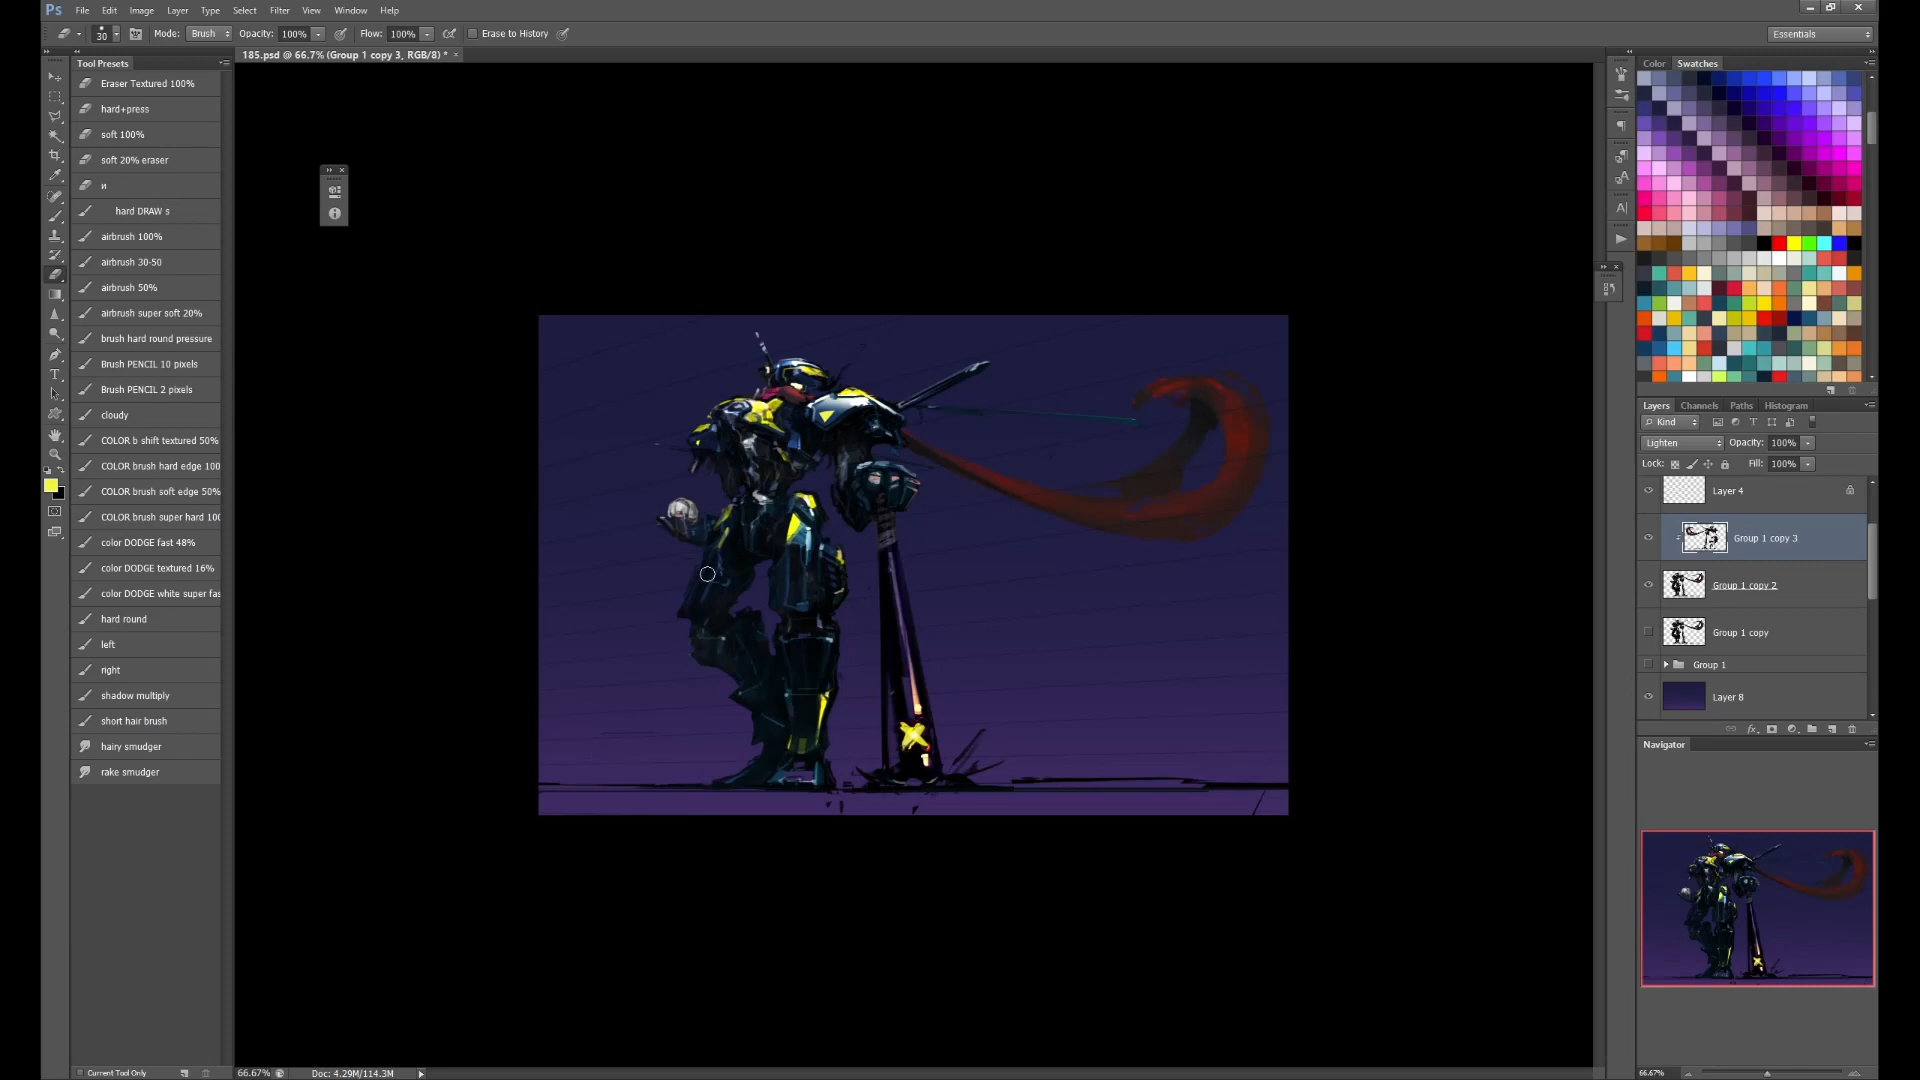 Ps File Edit Image Layer Type Select Filter View Window Help
30 Mode: Brush Opacity: 100% Flow: 100% Erase to History Essentials
185.psd @ 66.7% (Group 1 copy 3, RGB/8) * ×
Tool Presets
Eraser Textured 100%
hard+press
soft 100%
soft 20% eraser
и
hard DRAW s
airbrush 100%
airbrush 30-50
airbrush 50%
airbrush super soft 20%
brush hard round pressure
Brush PENCIL 10 pixels
Brush PENCIL 2 pixels
cloudy
COLOR b shift textured 50%
COLOR brush hard edge 100
COLOR brush soft edge 50%
COLOR brush super hard 100
color DODGE fast 48%
color DODGE textured 16%
color DODGE white super fas
hard round
left
right
shadow multiply
short hair brush
hairy smudger
rake smudger
Current Tool Only
66.67% Doc: 4.29M/114.3M
Color Swatches
Layers Channels Paths Histogram
Kind
Lighten Opacity: 100%
Lock: Fill: 100%
Layer 4
Group 1 copy 3
Group 1 copy 2
Group 1 copy
Group 1
Layer 8
fx
Navigator
66.67%